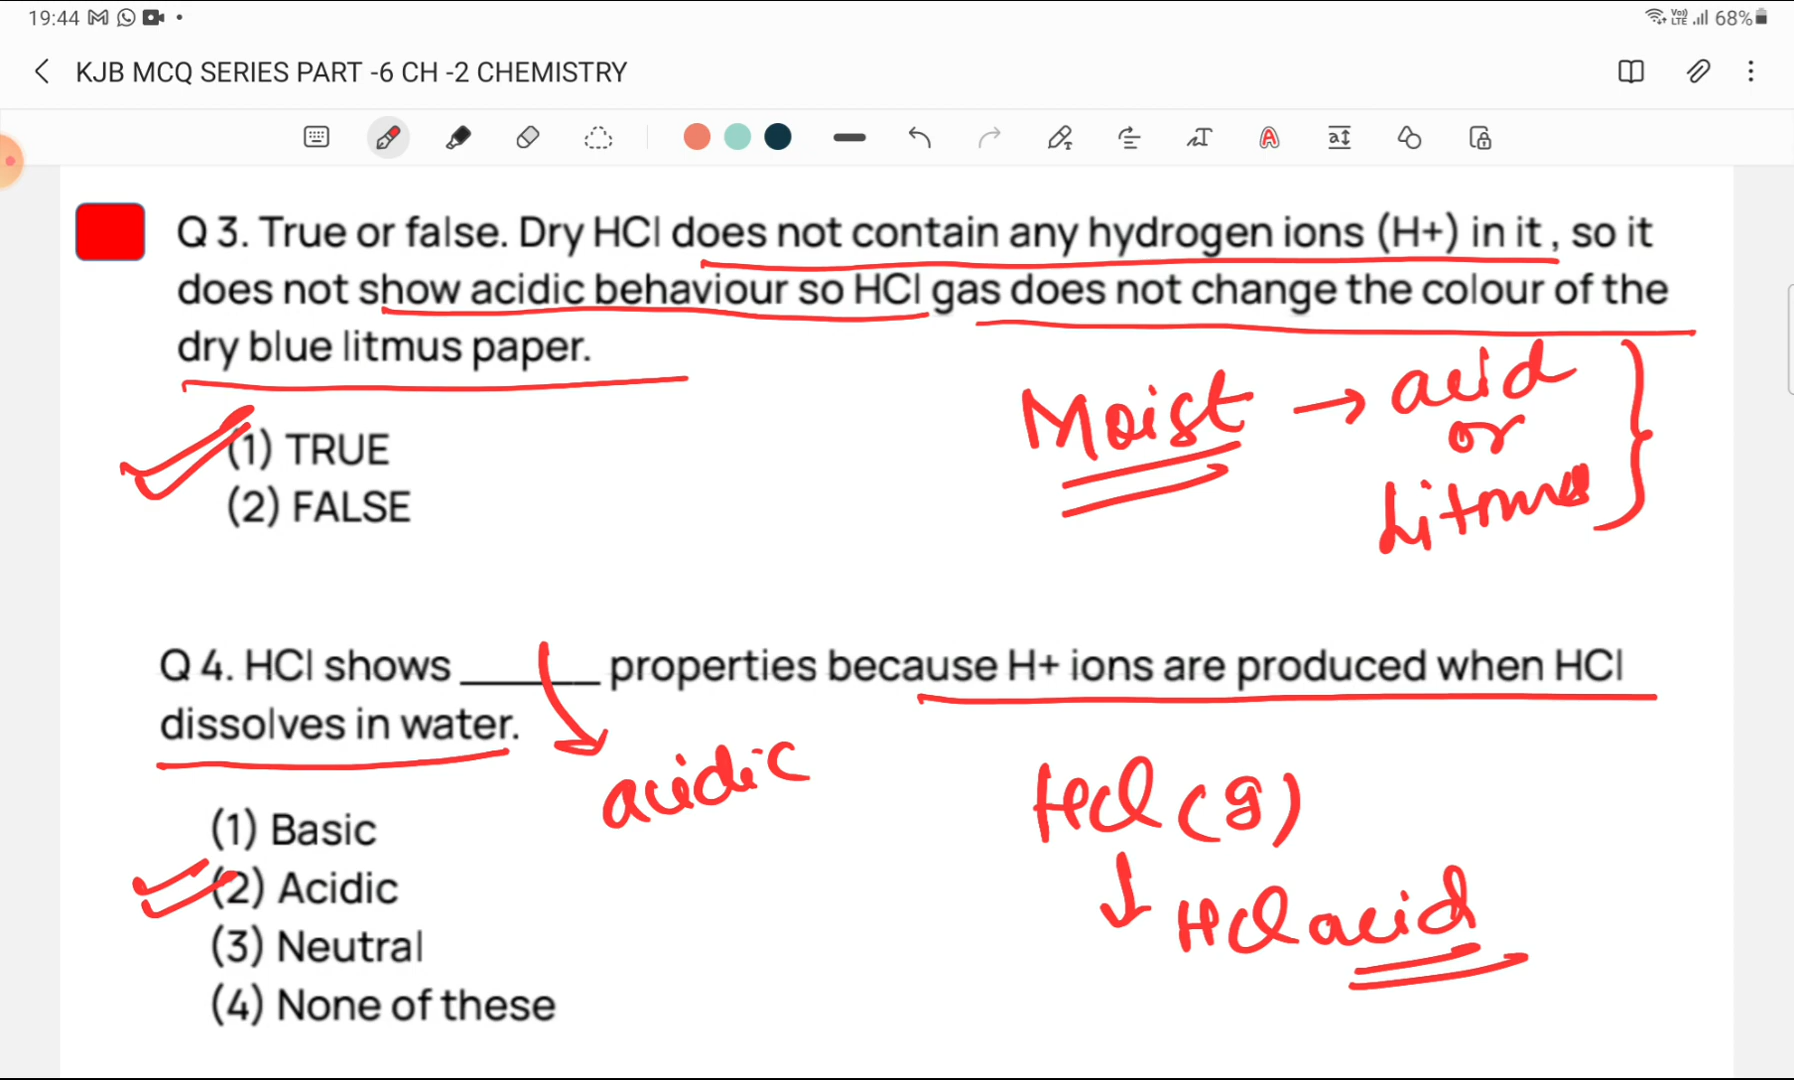 19:44
VoLTE 68%
KJB MCQ SERIES PART -6 CH -2 CHEMISTRY
Q 3. True or false. Dry HCl does not contain any hydrogen ions (H+) in it , so it
does not show acidic behaviour so HCl gas does not change the colour of the
dry blue litmus paper.
Moist → acid
or
Litmus
(1) TRUE
(2) FALSE
Q 4. HCl shows ______ properties because H+ ions are produced when HCl
dissolves in water.
acidic
HCl (g)
↓ HCl acid
(1) Basic
(2) Acidic
(3) Neutral
(4) None of these